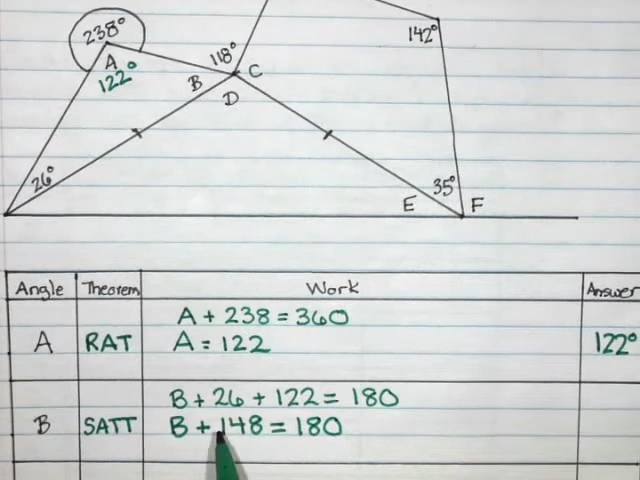 238°
142°
118°
A
C
122°
B
D
26°
35°
E
F
Angle Theorem Work Answer
A + 238 = 360
A RAT A = 122 122°
B + 26 + 122 = 180
B SATT B + 148 = 180